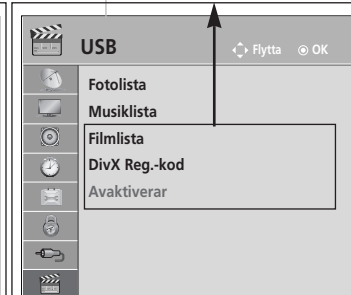 USB
Flytta OK
Fotolista
Musiklista
Filmlista
DivX Reg.-kod
Avaktiverar